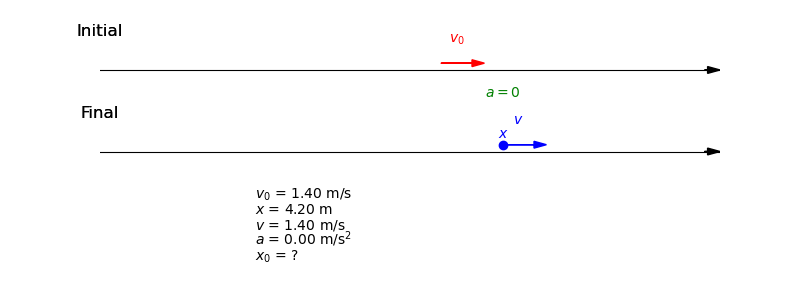 Initial
v₀
a = 0
Final
v
x
v₀ = 1.40 m/s
x = 4.20 m
v = 1.40 m/s
a = 0.00 m/s²
x₀ = ?